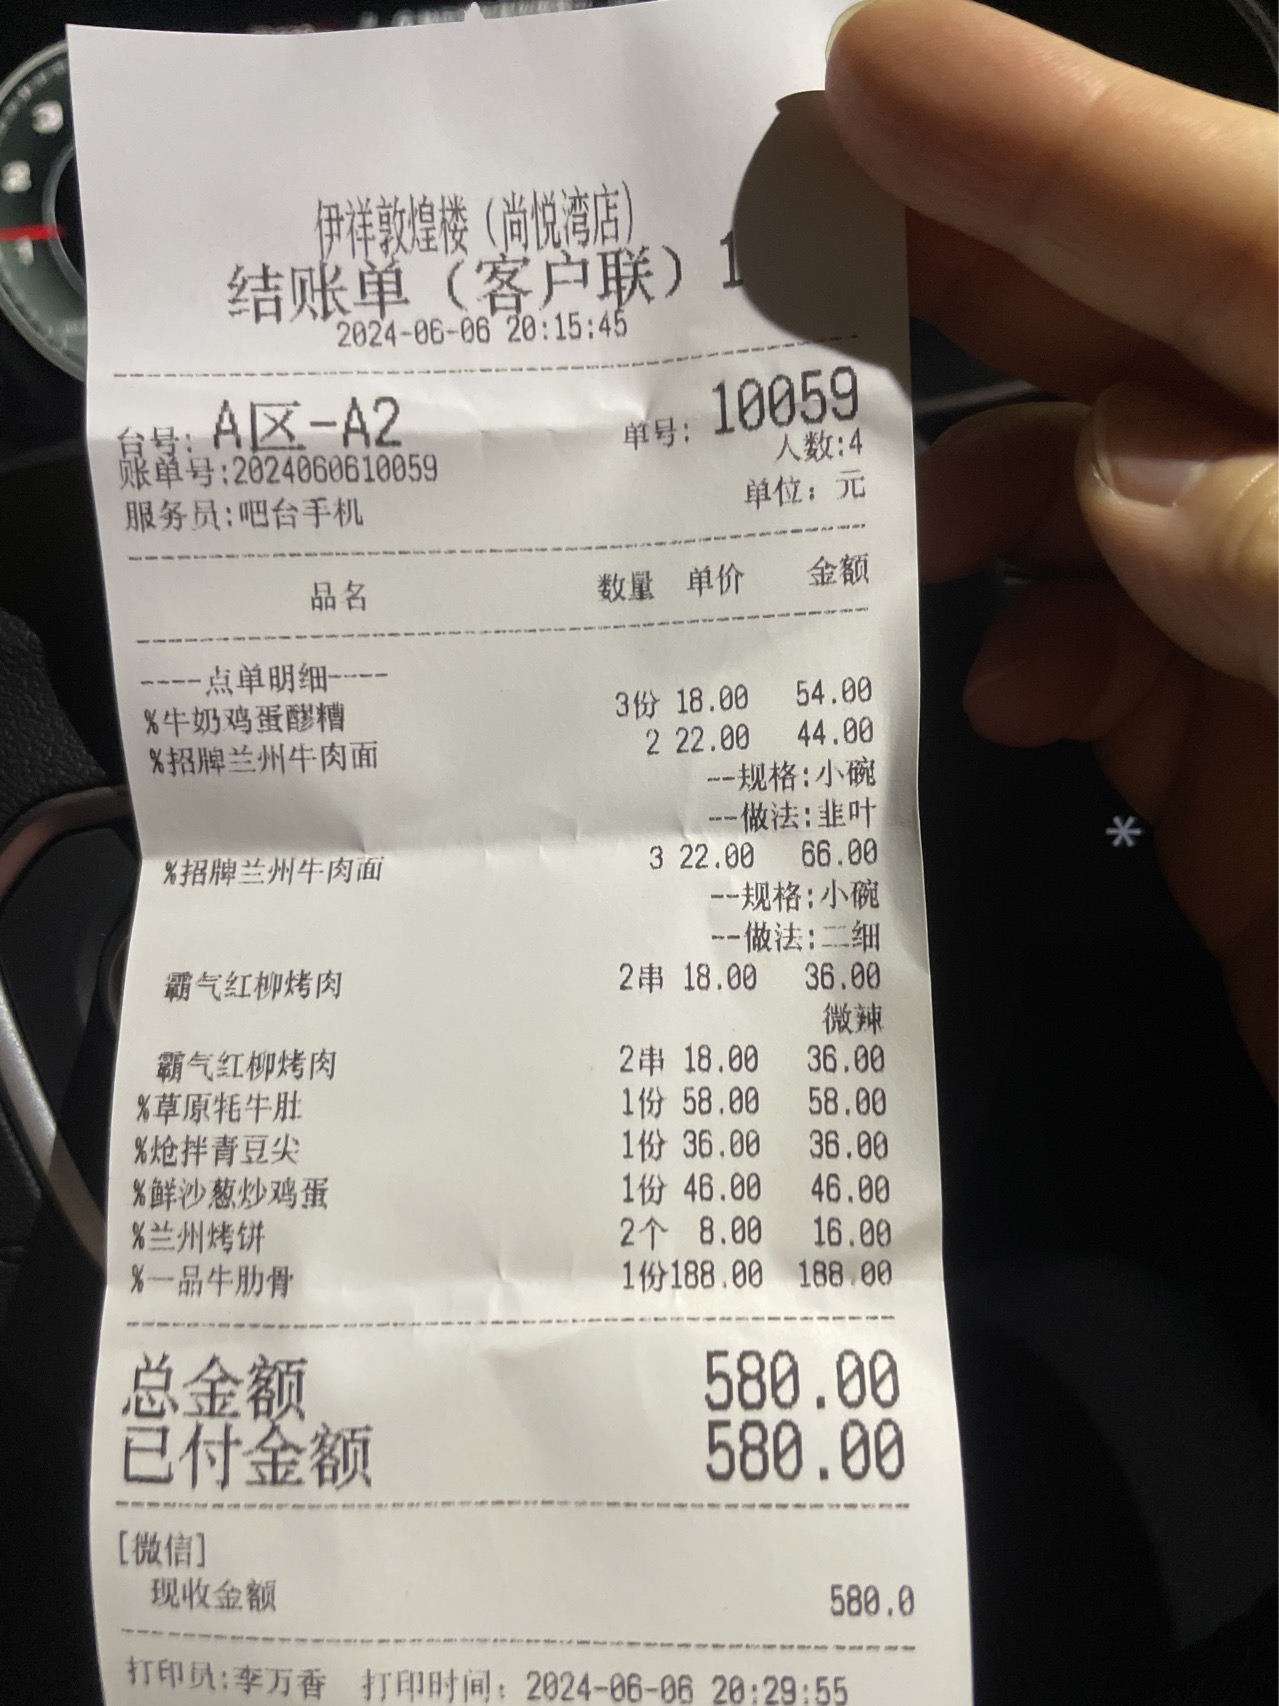 伊祥敦煌楼（尚悦湾店）
结账单（客户联）1
2024-06-06 20:15:45
台号: A区-A2 单号: 10059
账单号:2024060610059 人数:4
服务员:吧台手机 单位: 元
品名 数量 单价 金额
----点单明细----
%牛奶鸡蛋醪糟 3份 18.00 54.00
%招牌兰州牛肉面 2 22.00 44.00
--规格:小碗
--做法:韭叶
%招牌兰州牛肉面 3 22.00 66.00
--规格:小碗
--做法:二细
霸气红柳烤肉 2串 18.00 36.00
微辣
霸气红柳烤肉 2串 18.00 36.00
%草原牦牛肚 1份 58.00 58.00
%炝拌青豆尖 1份 36.00 36.00
%鲜沙葱炒鸡蛋 1份 46.00 46.00
%兰州烤饼 2个 8.00 16.00
%一品牛肋骨 1份188.00 188.00
总金额 580.00
已付金额 580.00
[微信]
现收金额 580.0
打印员:李万香 打印时间: 2024-06-06 20:29:55